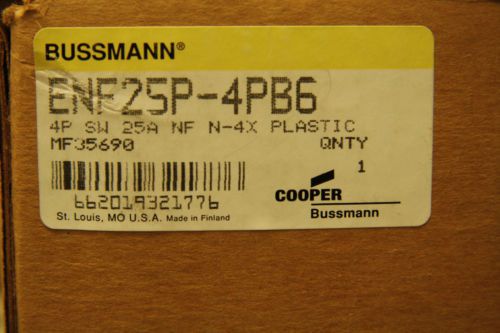 BUSSMANN®
ENF25P-4PB6
4P SW 25A NF N-4X PLASTIC
MF35690 QNTY
1
662019321776
COOPER
Bussmann
St. Louis, MO U.S.A. Made in Finland